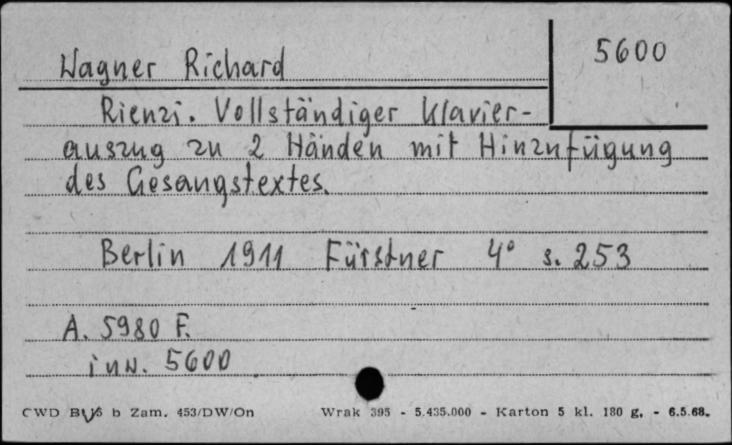 5600
Wagner Richard
Rienzi. Vollständiger Klavier-
auszug zu 2 Händen mit Hinzufügung
des Gesangstextes.
Berlin 1911 Fürstner 4° s. 253
A. 5980 F.
inw. 5600
CWD b Zam. 453/DW/On Wrak 395 - 5.435.000 - Karton 5 kl. 180 g. - 6.5.68.